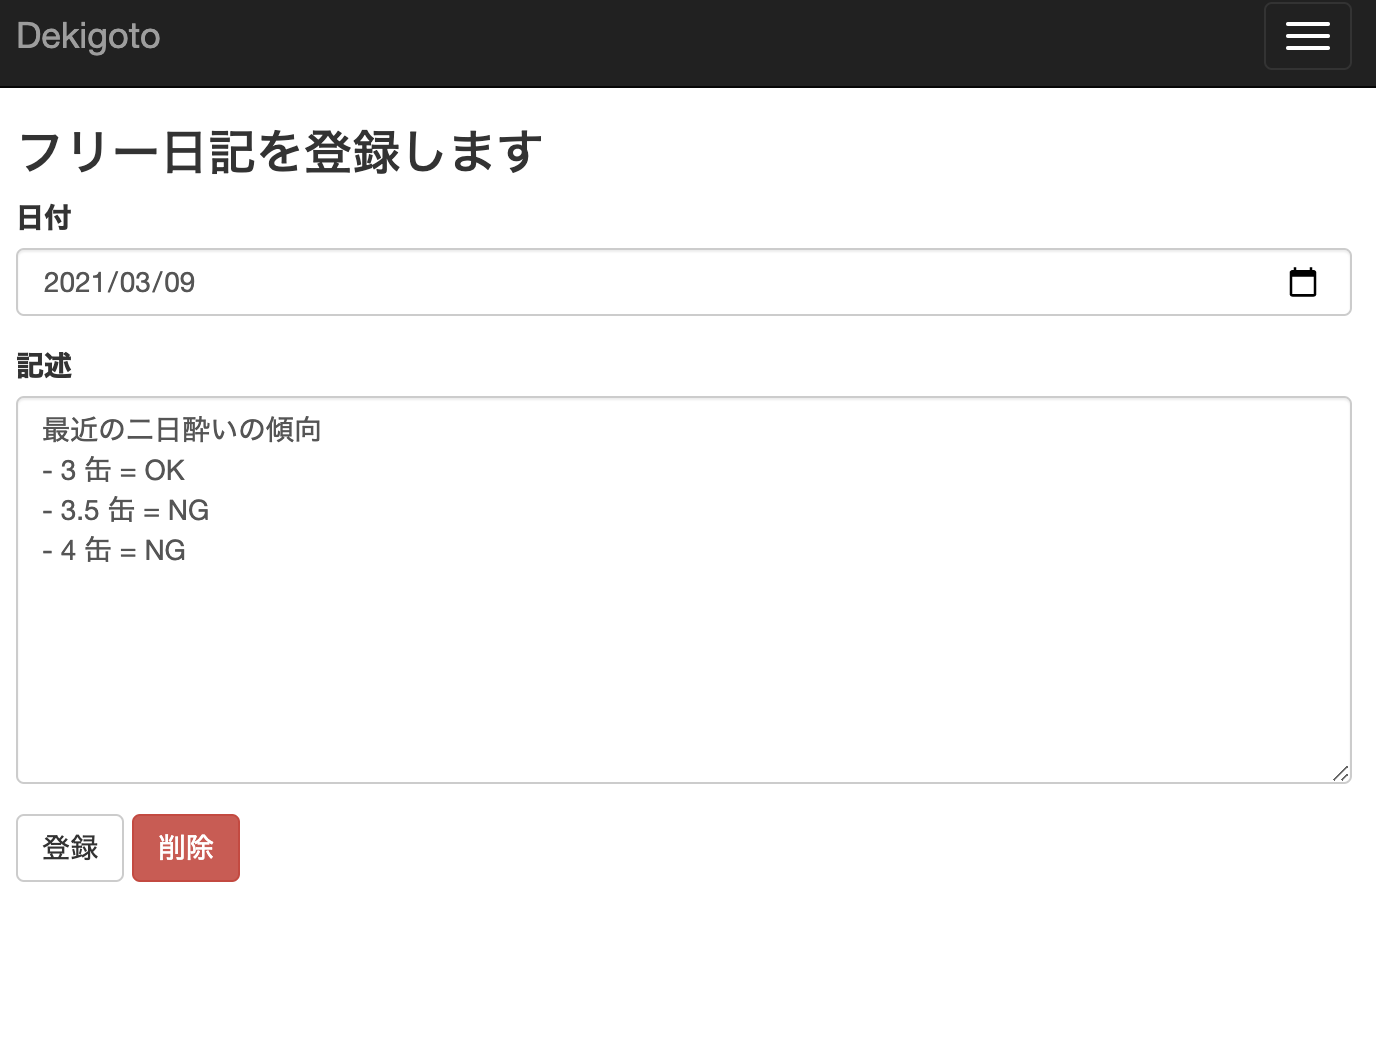 Dekigoto
フリー日記を登録します
日付
2021/03/09
記述
最近の二日酔いの傾向
- 3 缶 = OK
- 3.5 缶 = NG
- 4 缶 = NG
登録 削除